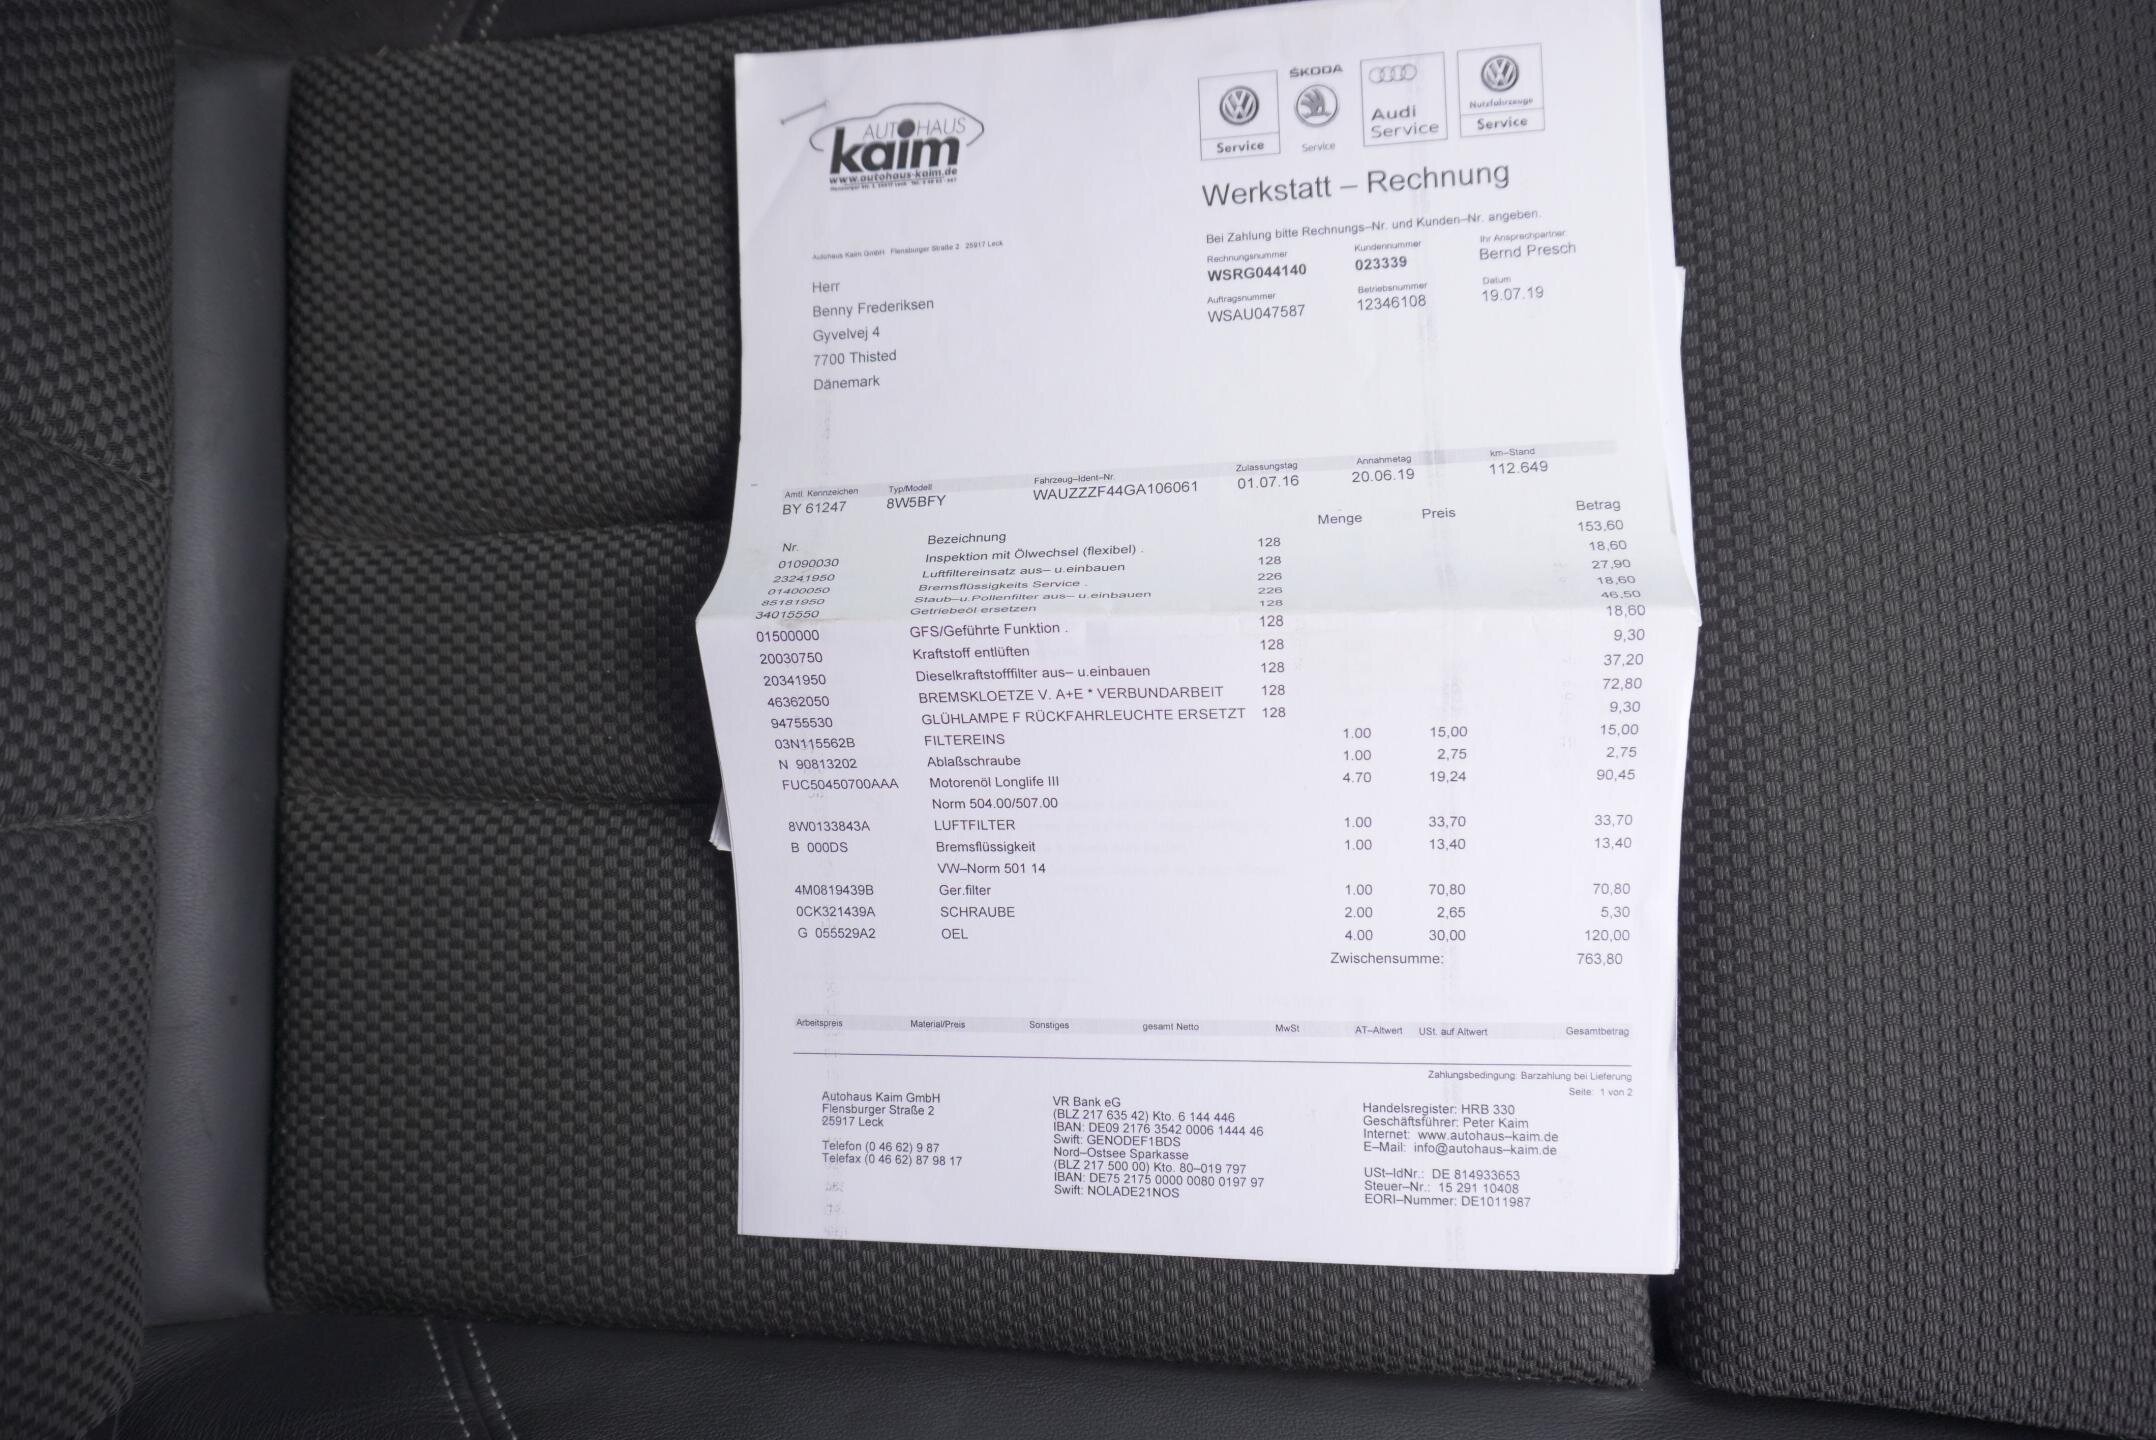 AUTOHAUS
kaim
www.autohaus-kaim.de
ŠKODA
Service
Service
Audi
Service
Nutzfahrzeuge
Service
Werkstatt – Rechnung
Bei Zahlung bitte Rechnungs–Nr. und Kunden–Nr. angeben.
Rechnungsnummer Kundennummer Ihr Ansprechpartner
WSRG044140 023339 Bernd Presch
Auftragsnummer Betriebsnummer Datum
WSAU047587 12346108 19.07.19
Autohaus Kaim GmbH Flensburger Straße 2 25917 Leck
Herr
Benny Frederiksen
Gyvelvej 4
7700 Thisted
Dänemark
Amtl. Kennzeichen Typ/Modell Fahrzeug–Ident–Nr. Zulassungstag Annahmetag km–Stand
BY 61247 8W5BFY WAUZZZF44GA106061 01.07.16 20.06.19 112.649
Nr. Bezeichnung Menge Preis Betrag
01090030 Inspektion mit Ölwechsel (flexibel) . 128 153,60
23241950 Luftfiltereinsatz aus– u.einbauen 128 18,60
01400050 Bremsflüssigkeits Service . 226 27,90
85181950 Staub–u.Pollenfilter aus– u.einbauen 226 18,60
34015550 Getriebeöl ersetzen 128 46,50
01500000 GFS/Geführte Funktion . 128 18,60
20030750 Kraftstoff entlüften 128 9,30
20341950 Dieselkraftstofffilter aus– u.einbauen 128 37,20
46362050 BREMSKLOETZE V. A+E * VERBUNDARBEIT 128 72,80
94755530 GLÜHLAMPE F RÜCKFAHRLEUCHTE ERSETZT 128 9,30
03N115562B FILTEREINS 1.00 15,00 15,00
N 90813202 Ablaßschraube 1.00 2,75 2,75
FUC50450700AAA Motorenöl Longlife III 4.70 19,24 90,45
Norm 504.00/507.00
8W0133843A LUFTFILTER 1.00 33,70 33,70
B 000DS Bremsflüssigkeit 1.00 13,40 13,40
VW–Norm 501 14
4M0819439B Ger.filter 1.00 70,80 70,80
0CK321439A SCHRAUBE 2.00 2,65 5,30
G 055529A2 OEL 4.00 30,00 120,00
Zwischensumme: 763,80
Arbeitspreis Material/Preis Sonstiges gesamt Netto MwSt AT–Altwert USt. auf Altwert Gesamtbetrag
Zahlungsbedingung: Barzahlung bei Lieferung
Seite: 1 von 2
Autohaus Kaim GmbH
Flensburger Straße 2
25917 Leck
Telefon (0 46 62) 9 87
Telefax (0 46 62) 87 98 17
VR Bank eG
(BLZ 217 635 42) Kto. 6 144 446
IBAN: DE09 2176 3542 0006 1444 46
Swift: GENODEF1BDS
Nord–Ostsee Sparkasse
(BLZ 217 500 00) Kto. 80–019 797
IBAN: DE75 2175 0000 0080 0197 97
Swift: NOLADE21NOS
Handelsregister: HRB 330
Geschäftsführer: Peter Kaim
Internet: www.autohaus–kaim.de
E–Mail: info@autohaus–kaim.de
USt–IdNr.: DE 814933653
Steuer–Nr.: 15 291 10408
EORI–Nummer: DE1011987